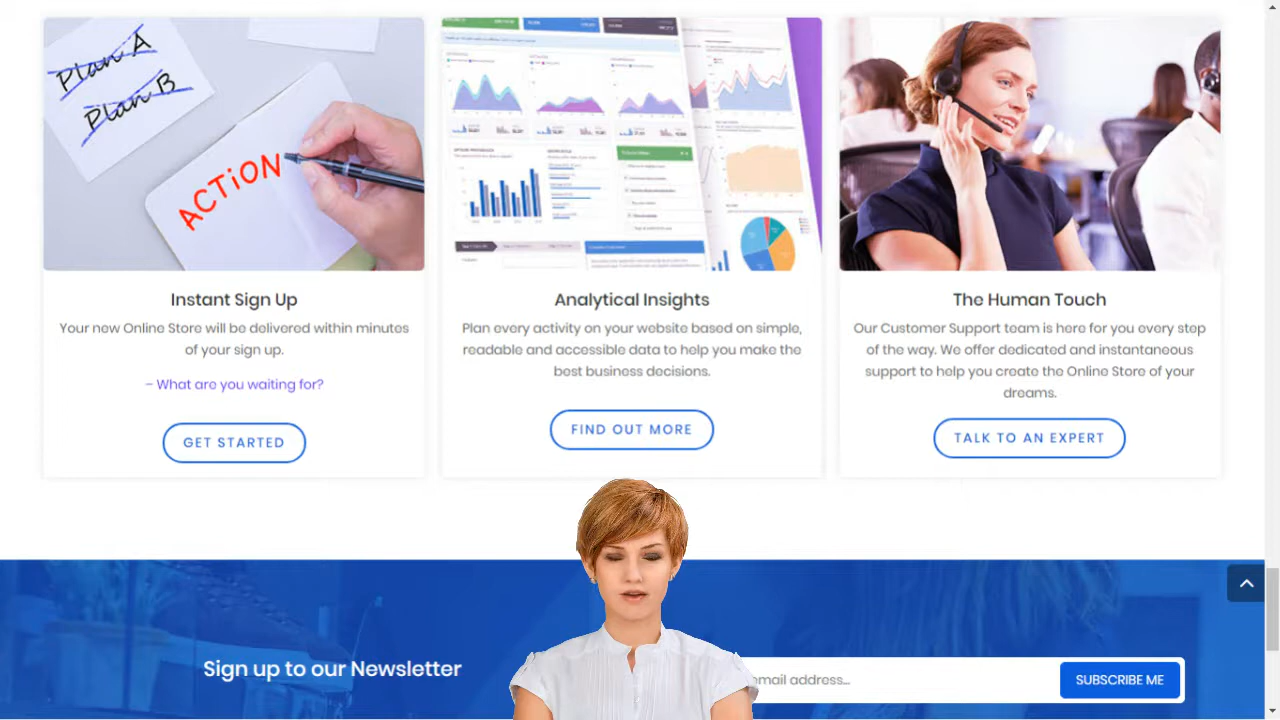 Plan A
Plan B
ACTiON
Instant Sign Up
Your new Online Store will be delivered within minutes
of your sign up.
– What are you waiting for?
GET STARTED
Analytical Insights
Plan every activity on your website based on simple,
readable and accessible data to help you make the
best business decisions.
FIND OUT MORE
The Human Touch
Our Customer Support team is here for you every step
of the way. We offer dedicated and instantaneous
support to help you create the Online Store of your
dreams.
TALK TO AN EXPERT
Sign up to our Newsletter
address...
SUBSCRIBE ME